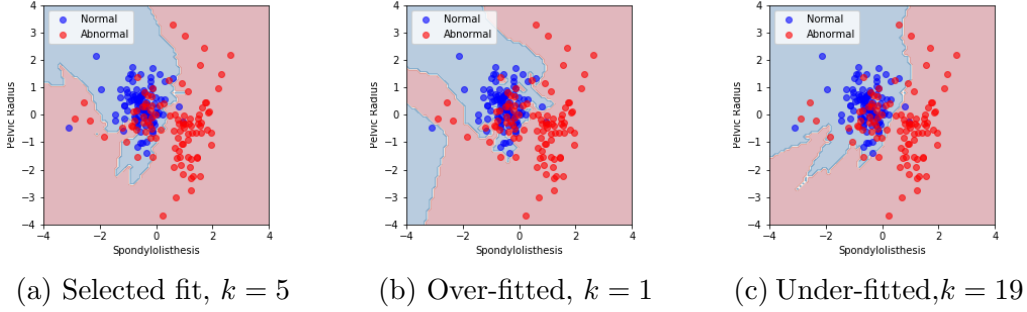 4
3
2
1
0
−1
−2
−3
−4
Pelvic Radius
Normal
Abnormal
−4 −2 0 2 4
Spondylolisthesis
(a) Selected fit, k = 5
4
3
2
1
0
−1
−2
−3
−4
Pelvic Radius
Normal
Abnormal
−4 −2 0 2 4
Spondylolisthesis
(b) Over-fitted, k = 1
4
3
2
1
0
−1
−2
−3
−4
Pelvic Radius
Normal
Abnormal
−4 −2 0 2 4
Spondylolisthesis
(c) Under-fitted,k = 19